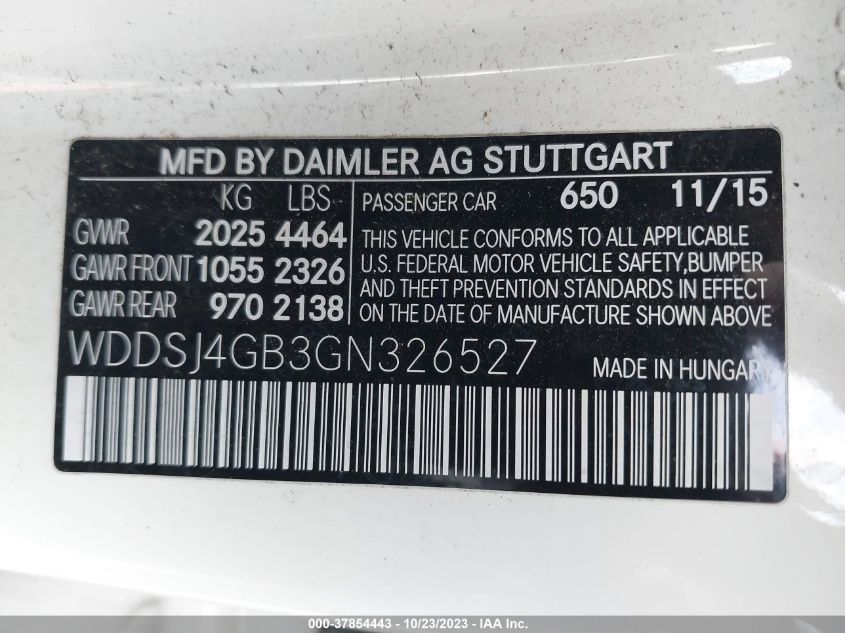 MFD BY DAIMLER AG STUTTGART
KG LBS
GVWR 2025 4464
GAWR FRONT 1055 2326
GAWR REAR 970 2138
PASSENGER CAR 650 11/15
THIS VEHICLE CONFORMS TO ALL APPLICABLE
U.S. FEDERAL MOTOR VEHICLE SAFETY, BUMPER
AND THEFT PREVENTION STANDARDS IN EFFECT
ON THE DATE OF MANUFACTURE SHOWN ABOVE
WDDSJ4GB3GN326527
MADE IN HUNGARY
000-37854443 - 10/23/2023 - IAA Inc.